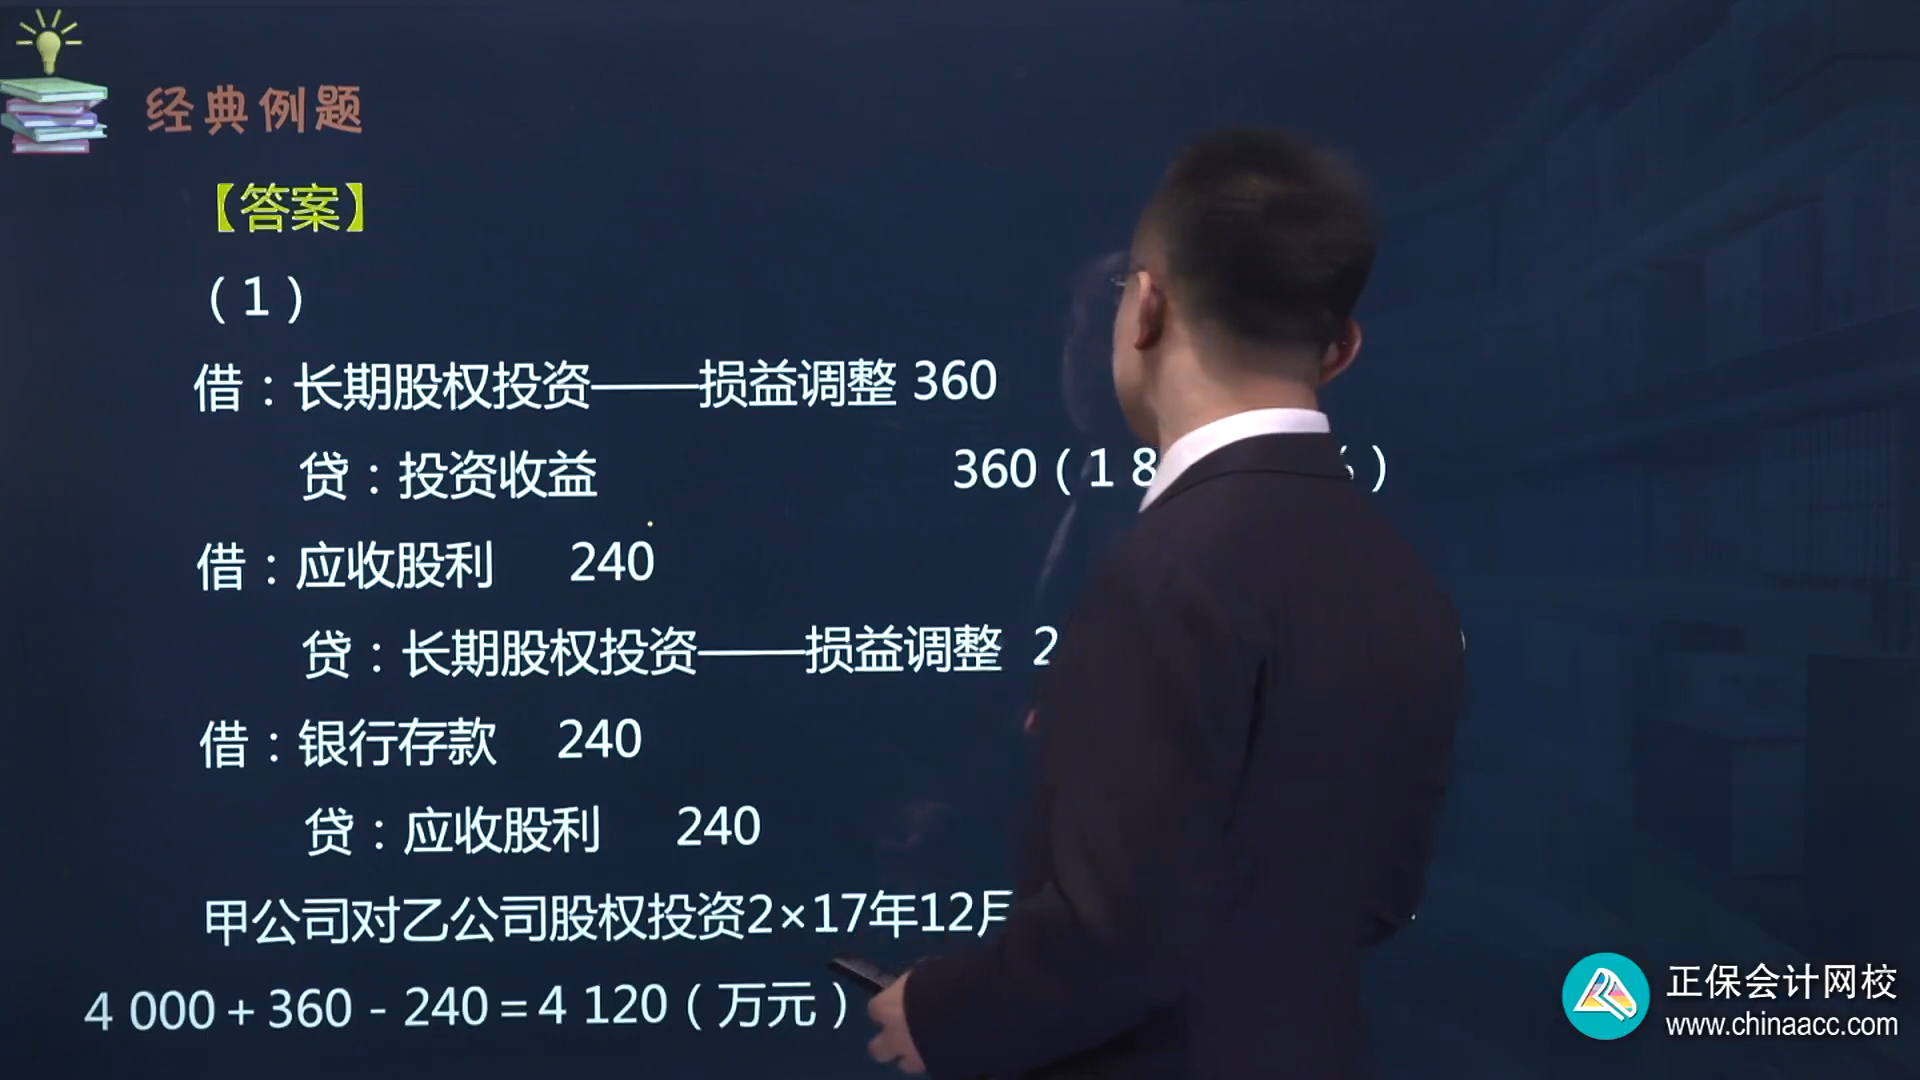 经典例题
【答案】
（1）
借：长期股权投资——损益调整 360
贷：投资收益 360（1 8 ）
借：应收股利 240
贷：长期股权投资——损益调整 2
借：银行存款 240
贷：应收股利 240
甲公司对乙公司股权投资2×17年12月
4 000＋360－240＝4 120（万元）
正保会计网校
www.chinaacc.com